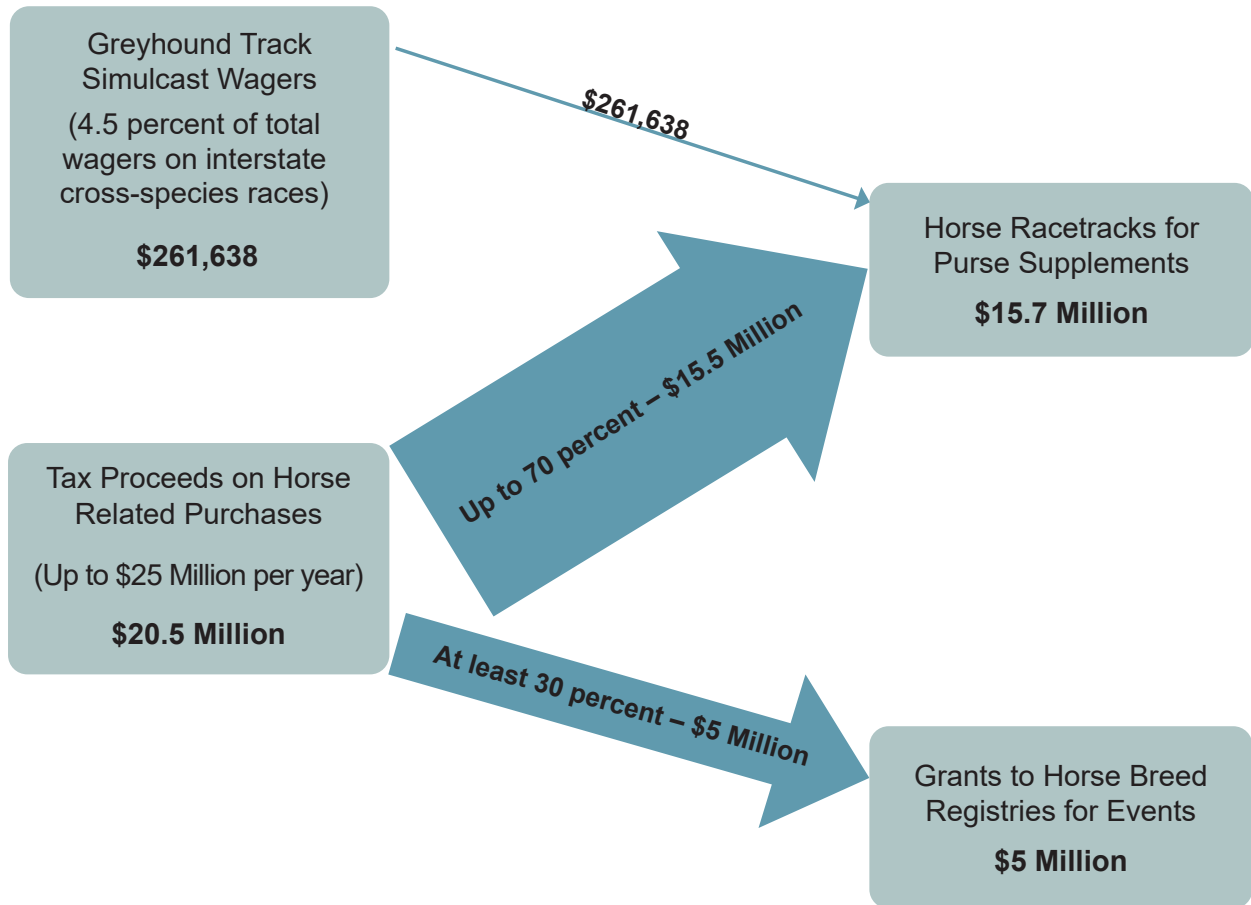 Greyhound Track
Simulcast Wagers
(4.5 percent of total
wagers on interstate
cross-species races)
$261,638
$261,638
Horse Racetracks for
Purse Supplements
$15.7 Million
Up to 70 percent – $15.5 Million
Tax Proceeds on Horse
Related Purchases
(Up to $25 Million per year)
$20.5 Million
At least 30 percent – $5 Million
Grants to Horse Breed
Registries for Events
$5 Million